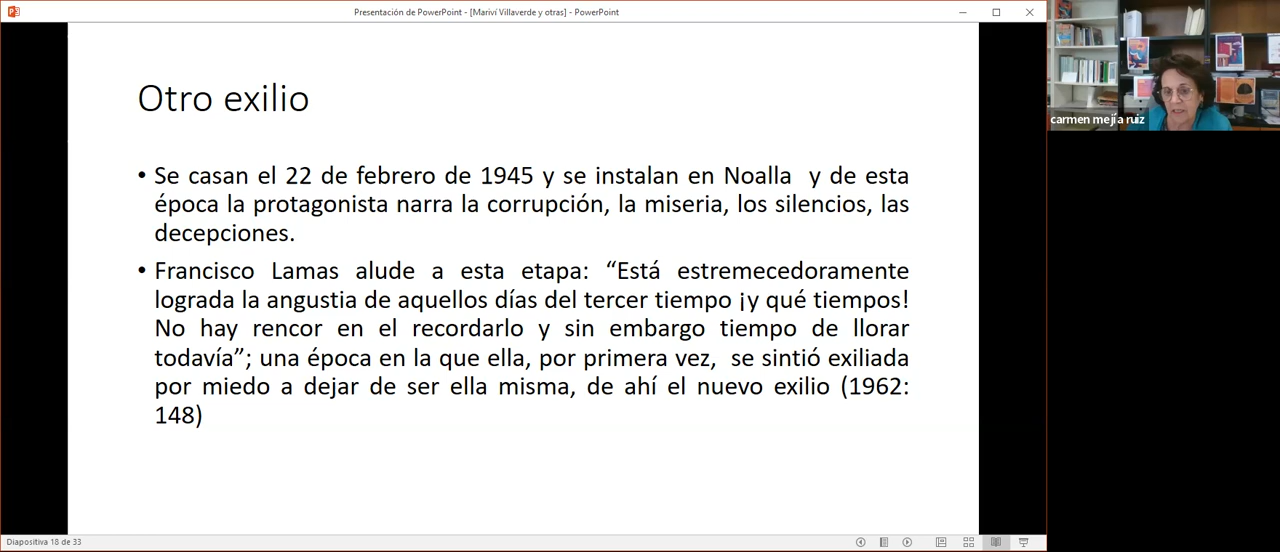 Presentación de PowerPoint - [Mariví Villaverde y otras] - PowerPoint
carmen mejía ruiz
Otro exilio
• Se casan el 22 de febrero de 1945 y se instalan en Noalla y de esta
época la protagonista narra la corrupción, la miseria, los silencios, las
decepciones.
• Francisco Lamas alude a esta etapa: “Está estremecedoramente
lograda la angustia de aquellos días del tercer tiempo ¡y qué tiempos!
No hay rencor en el recordarlo y sin embargo tiempo de llorar
todavía”; una época en la que ella, por primera vez, se sintió exiliada
por miedo a dejar de ser ella misma, de ahí el nuevo exilio (1962:
148)
Diapositiva 18 de 33